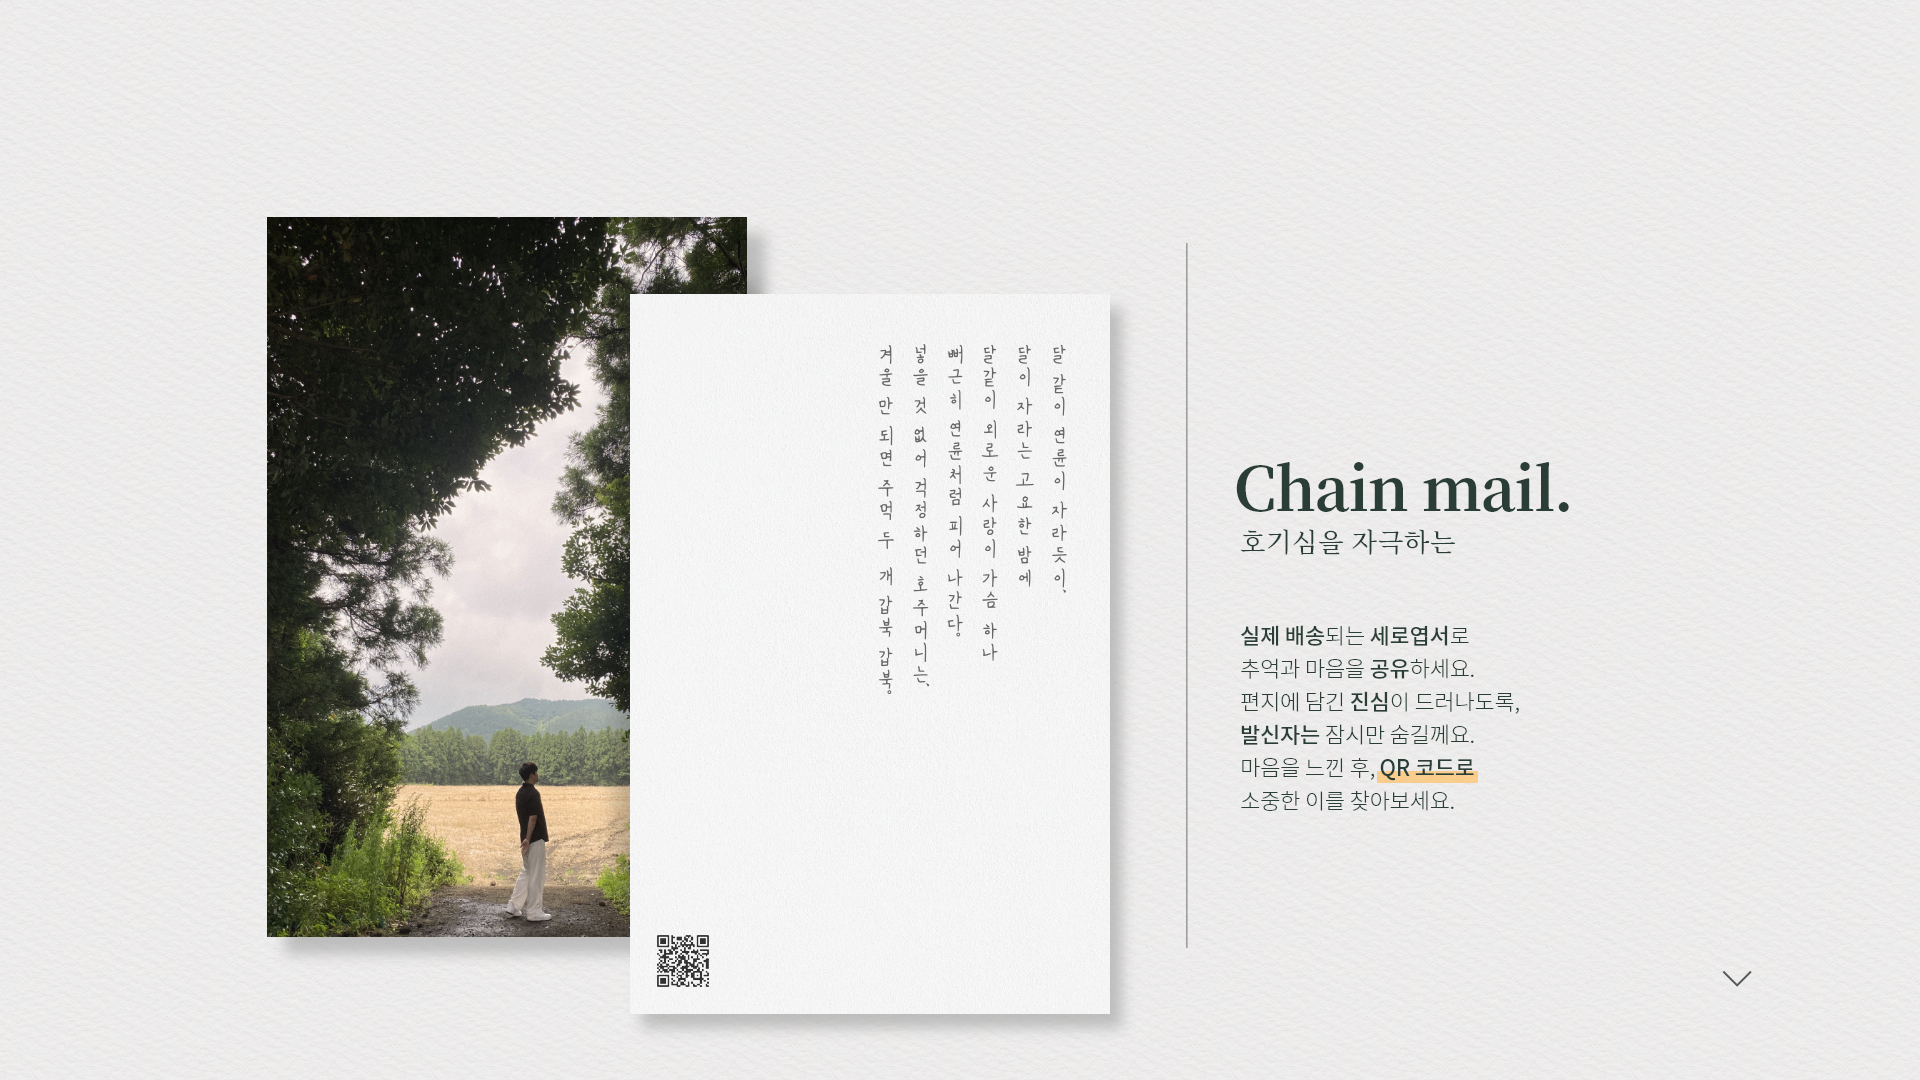 달 같이 연륜이 자라듯이,
달이 자라는 고요한 밤에
달같이 외로운 사랑이 가슴 하나
뻐근히 연륜처럼 피어 나간다.
넣을 것 없어 걱정하던 호주머니는,
겨울만 되면 주먹 두 개 갑북 갑북.
Chain mail.
호기심을 자극하는
실제 배송되는 세로엽서로
추억과 마음을 공유하세요.
편지에 담긴 진심이 드러나도록,
발신자는 잠시만 숨길께요.
마음을 느낀 후, QR 코드로
소중한 이를 찾아보세요.